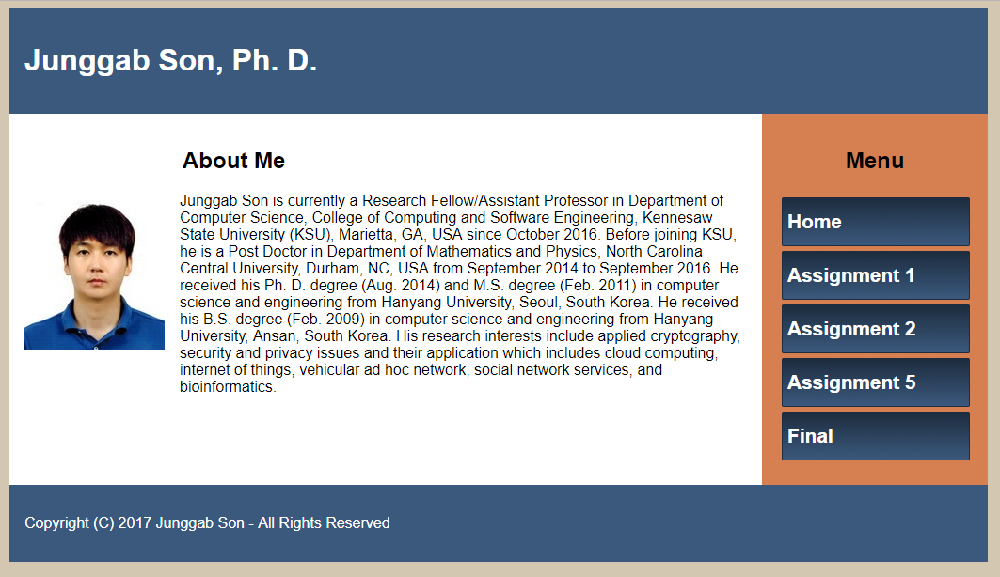 Junggab Son, Ph. D.
About Me
Junggab Son is currently a Research Fellow/Assistant Professor in Department of
Computer Science, College of Computing and Software Engineering, Kennesaw
State University (KSU), Marietta, GA, USA since October 2016. Before joining KSU,
he is a Post Doctor in Department of Mathematics and Physics, North Carolina
Central University, Durham, NC, USA from September 2014 to September 2016. He
received his Ph. D. degree (Aug. 2014) and M.S. degree (Feb. 2011) in computer
science and engineering from Hanyang University, Seoul, South Korea. He received
his B.S. degree (Feb. 2009) in computer science and engineering from Hanyang
University, Ansan, South Korea. His research interests include applied cryptography,
security and privacy issues and their application which includes cloud computing,
internet of things, vehicular ad hoc network, social network services, and
bioinformatics.
Menu
Home
Assignment 1
Assignment 2
Assignment 5
Final
Copyright (C) 2017 Junggab Son - All Rights Reserved